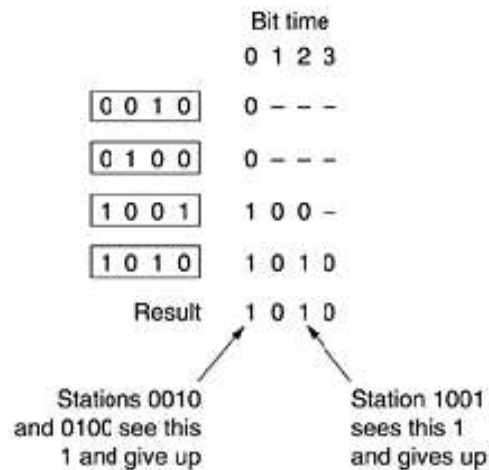 Bit time
0 1 2 3
0 0 1 0 0 – – –
0 1 0 0 0 – – –
1 0 0 1 1 0 0 –
1 0 1 0 1 0 1 0
Result 1 0 1 0
Stations 0010
and 0100 see this
1 and give up
Station 1001
sees this 1
and gives up